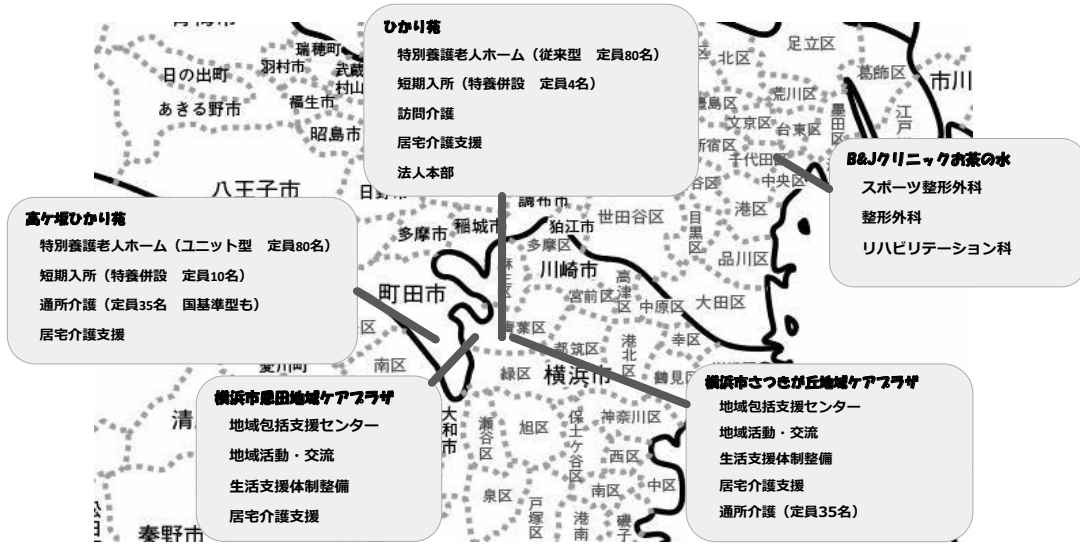 ひかり苑
特別養護老人ホーム（従来型　定員80名）
短期入所（特養併設　定員4名）
訪問介護
居宅介護支援
法人本部
B&Jクリニックお茶の水
スポーツ整形外科
整形外科
リハビリテーション科
高ケ坂ひかり苑
特別養護老人ホーム（ユニット型　定員80名）
短期入所（特養併設　定員10名）
通所介護（定員35名　国基準型も）
居宅介護支援
横浜市恩田地域ケアプラザ
地域包括支援センター
地域活動・交流
生活支援体制整備
居宅介護支援
横浜市さつきが丘地域ケアプラザ
地域包括支援センター
地域活動・交流
生活支援体制整備
居宅介護支援
通所介護（定員35名）
瑞穂町
羽村市
日の出町
福生市
あきる野市
昭島市
八王子市
足立区
北区
葛飾区
市川
荒川区
文京区
台東区
墨田区
千代田区
中央区
港区
世田谷区
目黒区
品川区
大田区
調布市
狛江市
稲城市
多摩市
多摩区
川崎市
高津区
宮前区
中原区
幸区
町田市
青葉区
都筑区
港北区
緑区
横浜市
鶴見区
南区
愛川町
大和市
瀬谷区
旭区
保土ケ谷区
神奈川区
西区
中区
南区
泉区
戸塚区
港南
磯子
秦野市